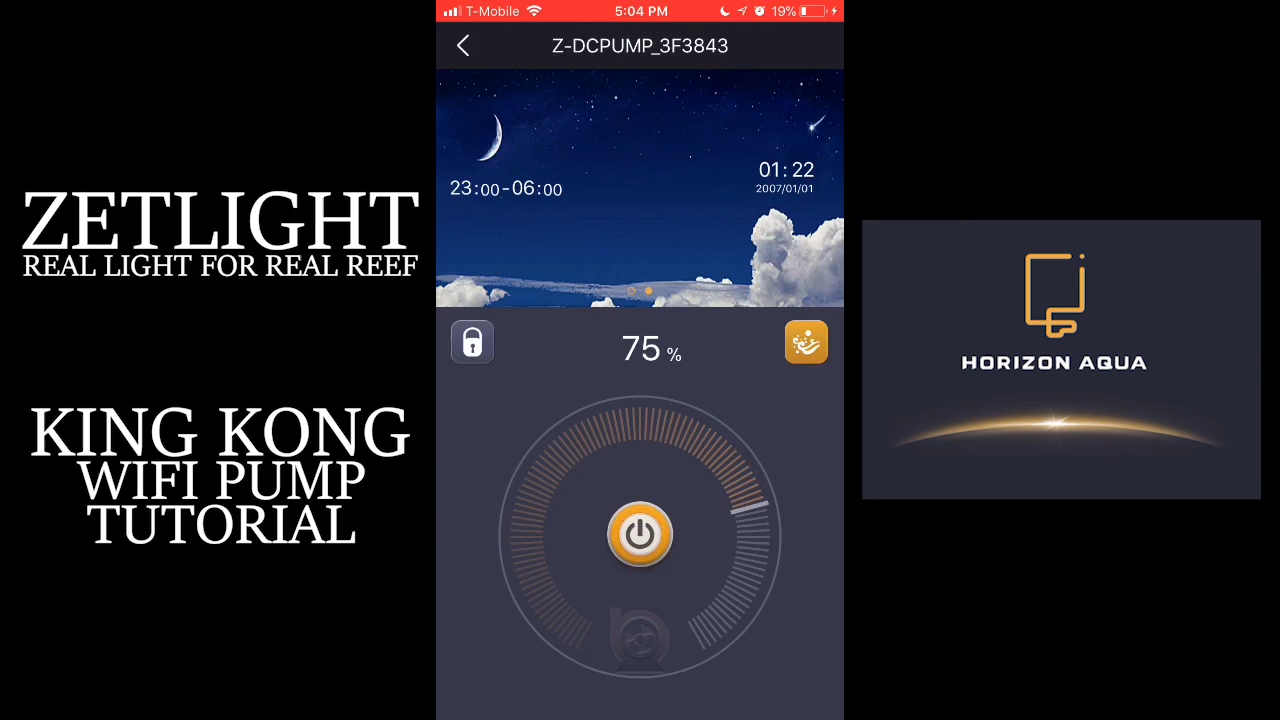 ZETLIGHT
REAL LIGHT FOR REAL REEF
KING KONG
WIFI PUMP
TUTORIAL
T-Mobile 5:04 PM 19%
Z-DCPUMP_3F3843
23:00-06:00
01:22
2007/01/01
75 %
HORIZON AQUA